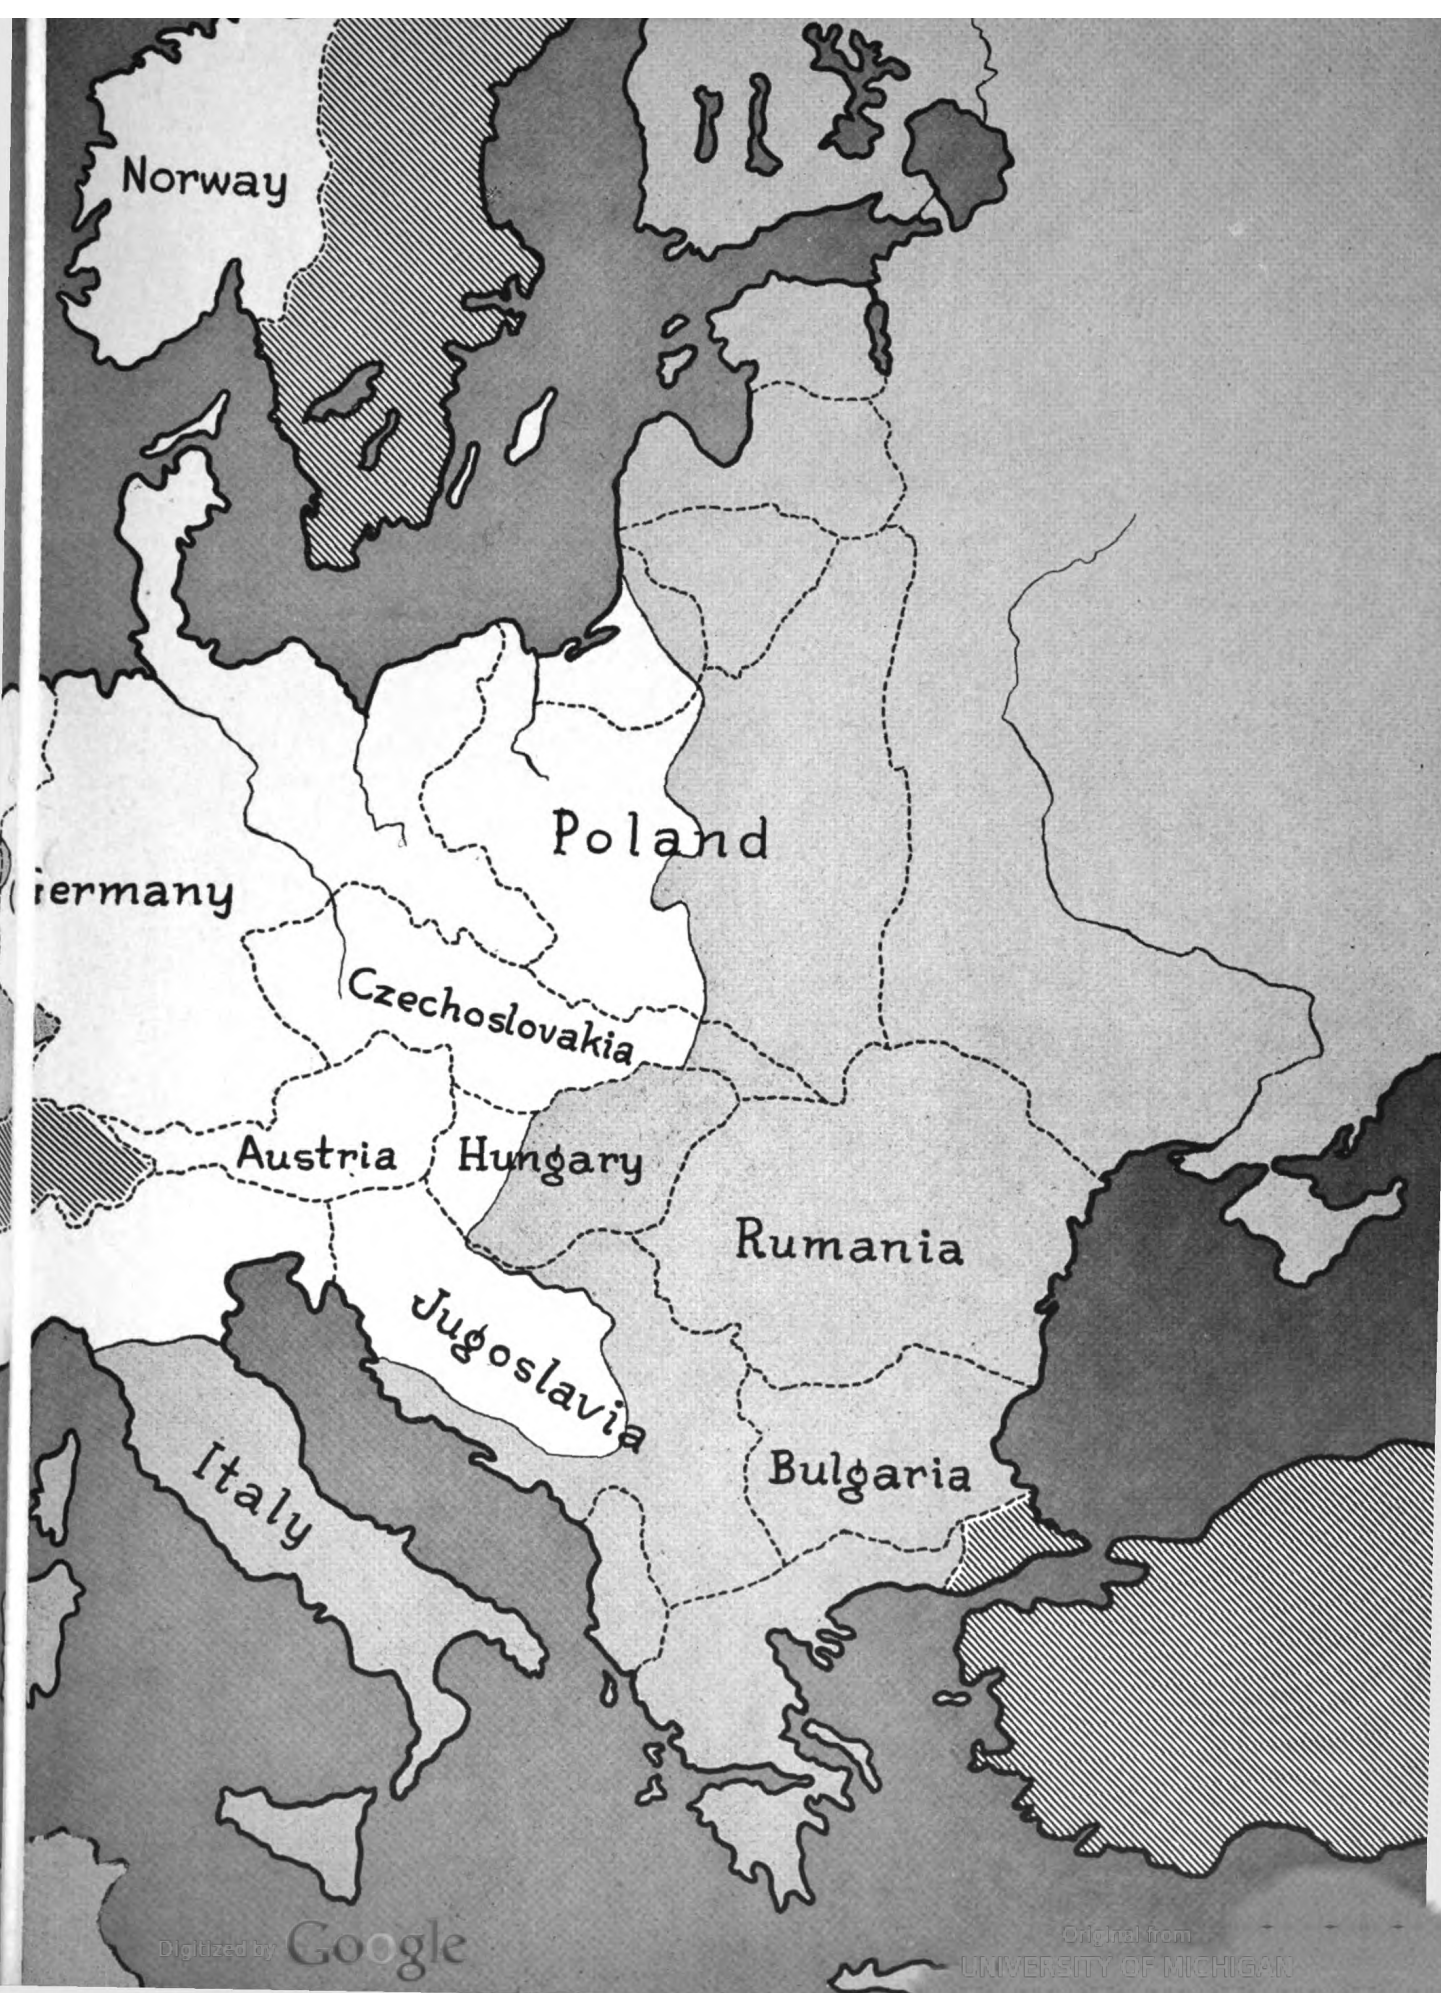 Norway
Poland
Germany
Czechoslovakia
Austria
Hungary
Rumania
Jugoslavia
Bulgaria
Italy
Digitized by Google
Original from
UNIVERSITY OF MICHIGAN